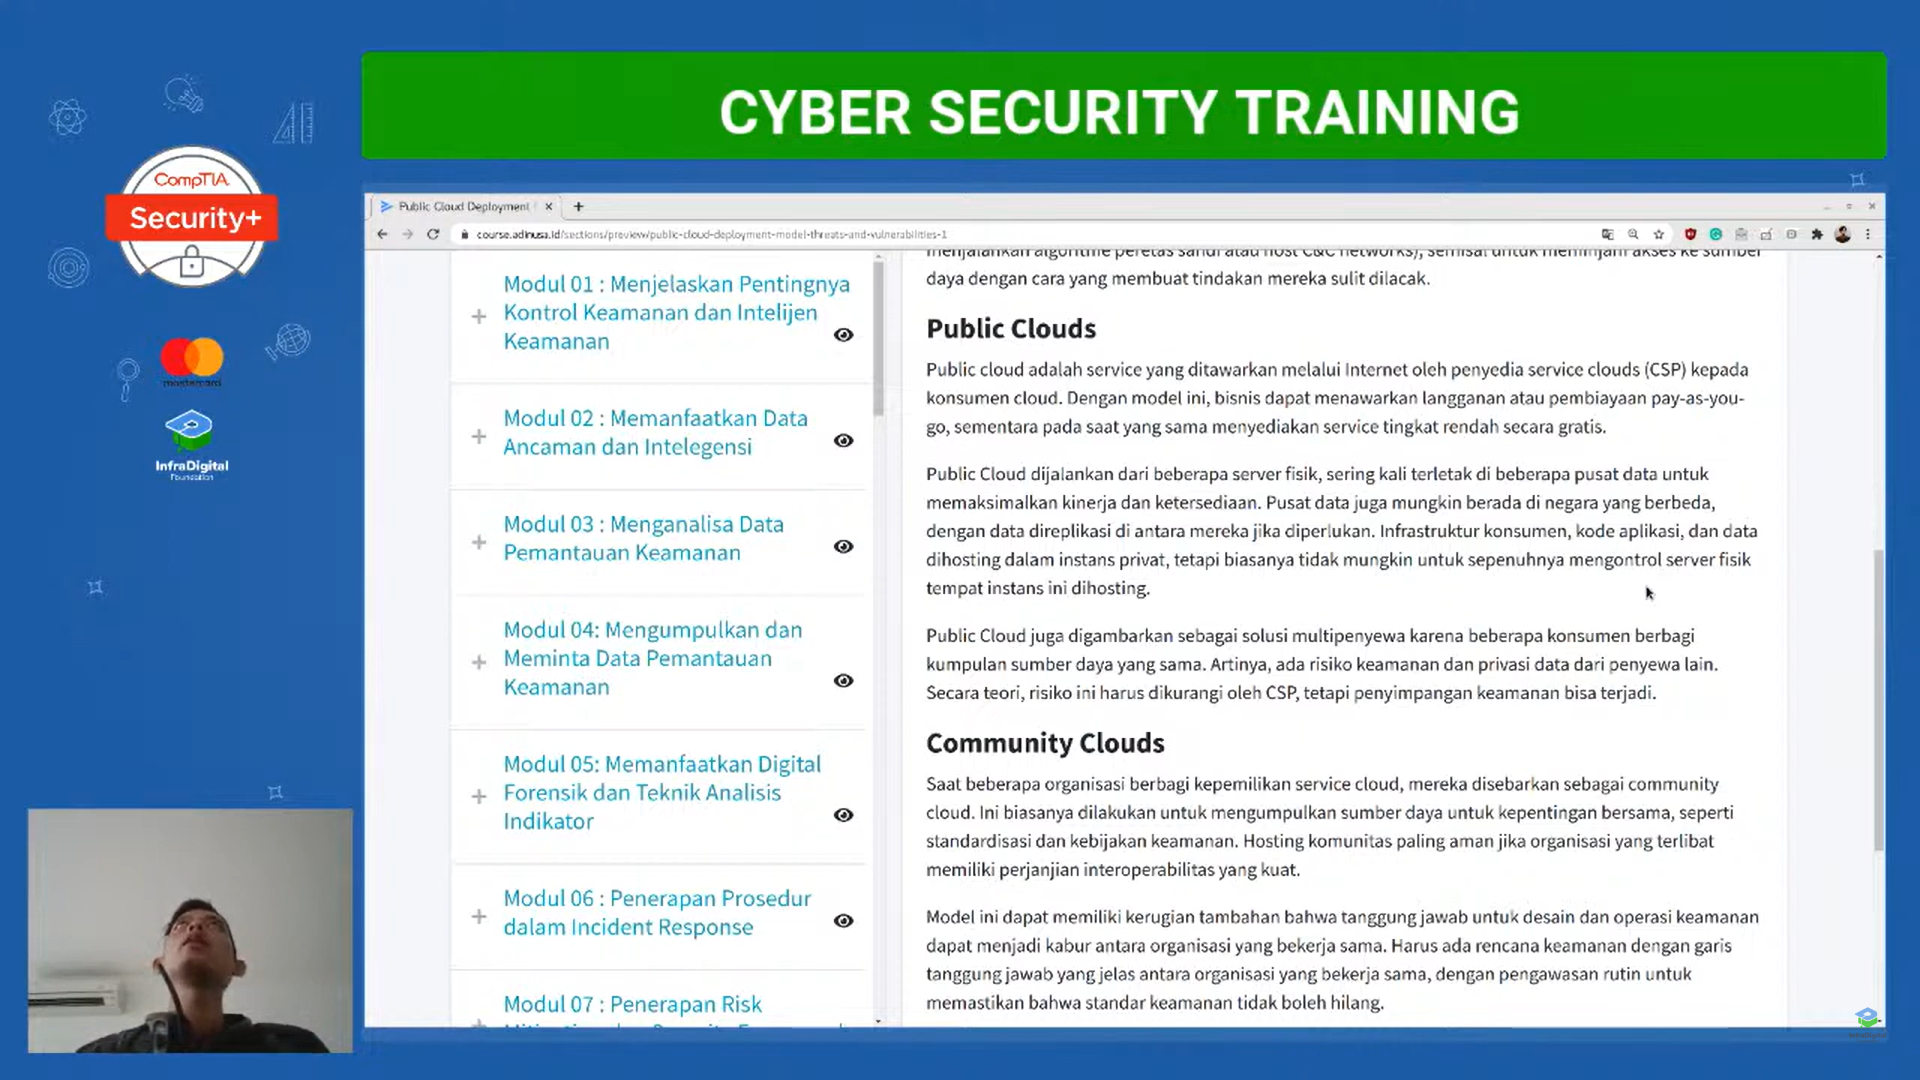 CYBER SECURITY TRAINING
CompTIA
Security+
mastercard
InfraDigital
Foundation
Public Cloud Deployment
course.adinusa.id/sections/preview/public-cloud-deployment-model-threats-and-vulnerabilities-1
Modul 01 : Menjelaskan Pentingnya
Kontrol Keamanan dan Intelijen
Keamanan
Modul 02 : Memanfaatkan Data
Ancaman dan Intelegensi
Modul 03 : Menganalisa Data
Pemantauan Keamanan
Modul 04: Mengumpulkan dan
Meminta Data Pemantauan
Keamanan
Modul 05: Memanfaatkan Digital
Forensik dan Teknik Analisis
Indikator
Modul 06 : Penerapan Prosedur
dalam Incident Response
Modul 07 : Penerapan Risk
menjalankan algoritme peretas sandi atau host C&C networks), semisal untuk meminjam akses ke sumber
daya dengan cara yang membuat tindakan mereka sulit dilacak.
Public Clouds
Public cloud adalah service yang ditawarkan melalui Internet oleh penyedia service clouds (CSP) kepada
konsumen cloud. Dengan model ini, bisnis dapat menawarkan langganan atau pembiayaan pay-as-you-
go, sementara pada saat yang sama menyediakan service tingkat rendah secara gratis.
Public Cloud dijalankan dari beberapa server fisik, sering kali terletak di beberapa pusat data untuk
memaksimalkan kinerja dan ketersediaan. Pusat data juga mungkin berada di negara yang berbeda,
dengan data direplikasi di antara mereka jika diperlukan. Infrastruktur konsumen, kode aplikasi, dan data
dihosting dalam instans privat, tetapi biasanya tidak mungkin untuk sepenuhnya mengontrol server fisik
tempat instans ini dihosting.
Public Cloud juga digambarkan sebagai solusi multipenyewa karena beberapa konsumen berbagi
kumpulan sumber daya yang sama. Artinya, ada risiko keamanan dan privasi data dari penyewa lain.
Secara teori, risiko ini harus dikurangi oleh CSP, tetapi penyimpangan keamanan bisa terjadi.
Community Clouds
Saat beberapa organisasi berbagi kepemilikan service cloud, mereka disebarkan sebagai community
cloud. Ini biasanya dilakukan untuk mengumpulkan sumber daya untuk kepentingan bersama, seperti
standardisasi dan kebijakan keamanan. Hosting komunitas paling aman jika organisasi yang terlibat
memiliki perjanjian interoperabilitas yang kuat.
Model ini dapat memiliki kerugian tambahan bahwa tanggung jawab untuk desain dan operasi keamanan
dapat menjadi kabur antara organisasi yang bekerja sama. Harus ada rencana keamanan dengan garis
tanggung jawab yang jelas antara organisasi yang bekerja sama, dengan pengawasan rutin untuk
memastikan bahwa standar keamanan tidak boleh hilang.